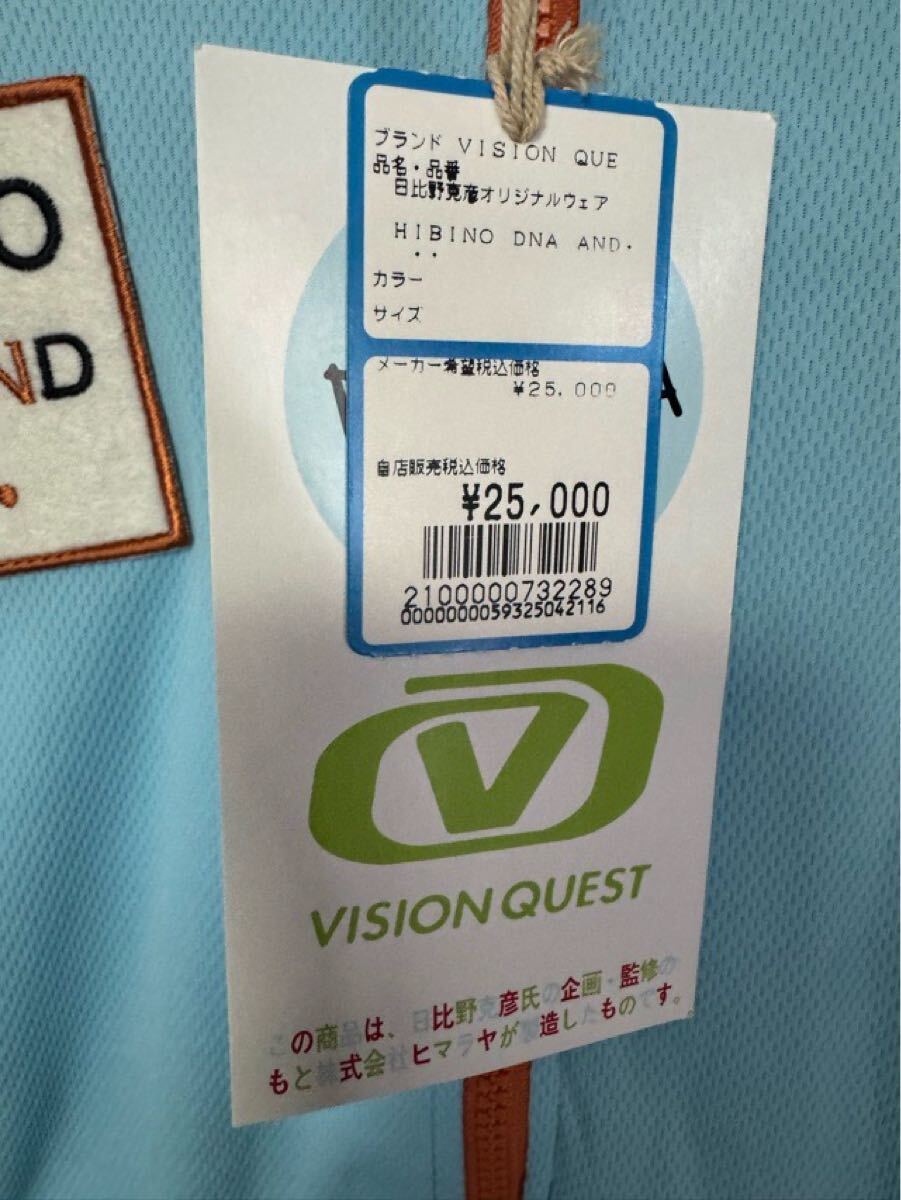 O
ND
ブランド VISION QUE
品名・品番
日比野克彦オリジナルウェア
HIBINO DNA AND・
・・
カラー
サイズ
メーカー希望税込価格
¥25,000
自店販売税込価格
¥25,000
2100000732289
0000000059325042116
V
VISION QUEST
この商品は、日比野克彦氏の企画・監修の
もと株式会社ヒマラヤが製造したものです。